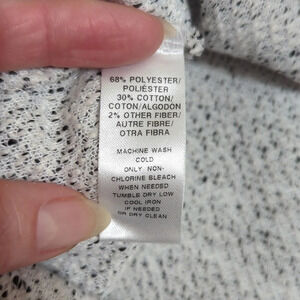 68% POLYESTER/
POLIÉSTER
30% COTTON/
COTON/ALGODON
2% OTHER FIBER/
AUTRE FIBRE/
OTRA FIBRA
MACHINE WASH
COLD
ONLY NON-
CHLORINE BLEACH
WHEN NEEDED
TUMBLE DRY LOW
COOL IRON
IF NEEDED
OR DRY CLEAN